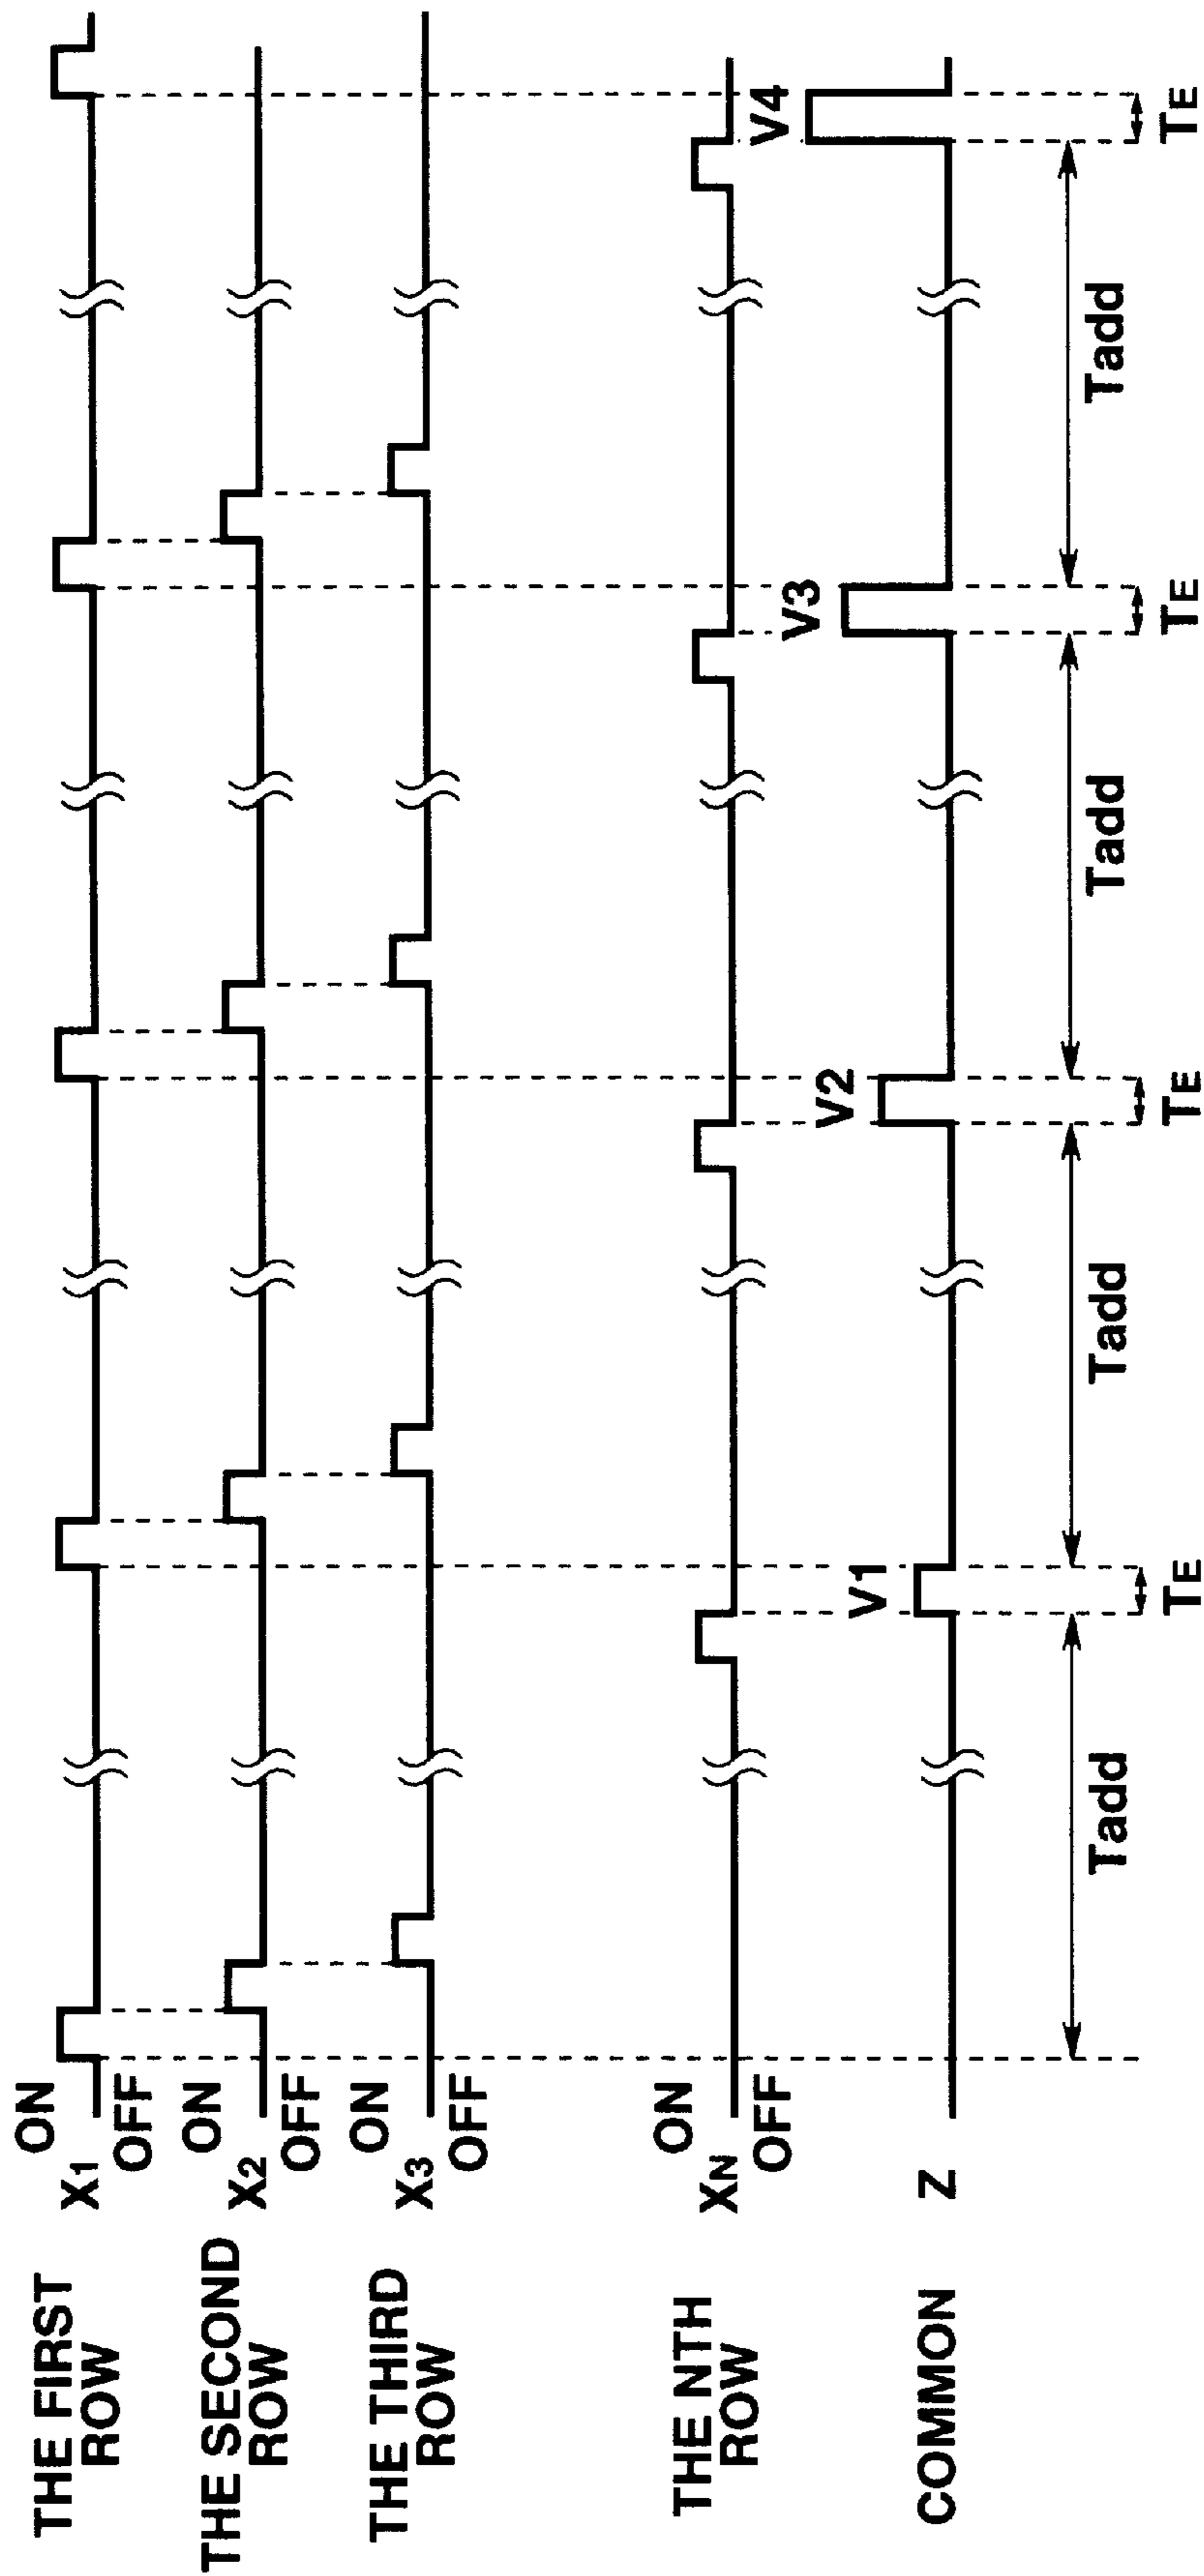 THE FIRST
ROW
X1
ON
OFF
THE SECOND
ROW
X2
ON
OFF
THE THIRD
ROW
X3
ON
OFF
THE NTH
ROW
XN
ON
OFF
COMMON
Z
V1
V2
V3
V4
Tadd
TE
Tadd
TE
Tadd
TE
Tadd
TE